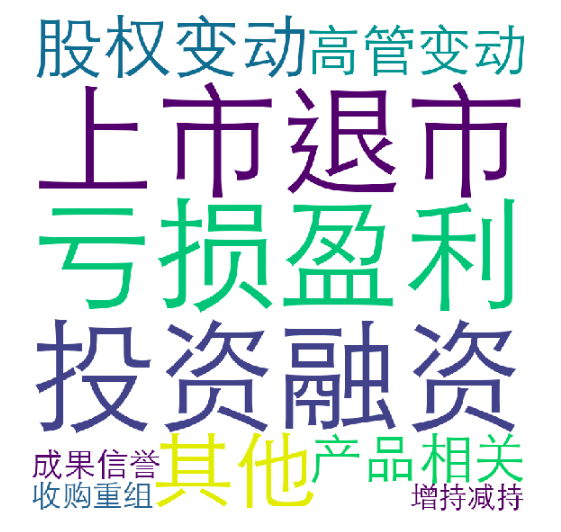 股权变动
高管变动
上市退市
亏损盈利
投资融资
成果信誉
其他
产品相关
收购重组
增持减持